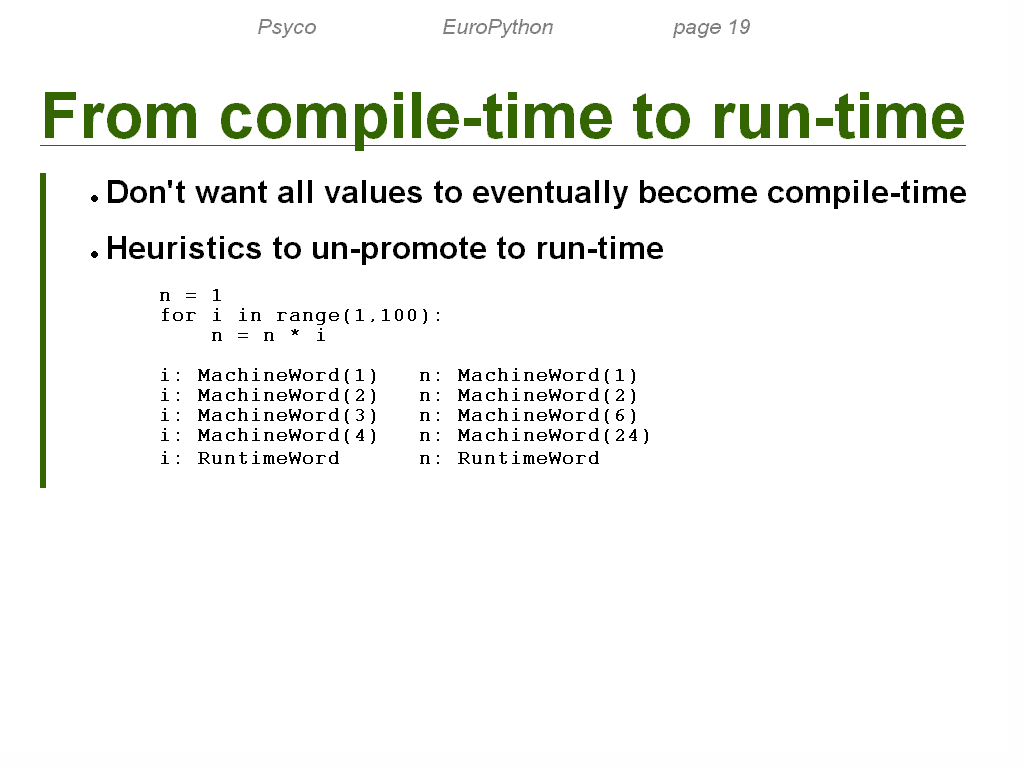 Psyco EuroPython page 19
From compile-time to run-time
Don't want all values to eventually become compile-time
Heuristics to un-promote to run-time
n = 1
for i in range(1,100):
    n = n * i
i: MachineWord(1)   n: MachineWord(1)
i: MachineWord(2)   n: MachineWord(2)
i: MachineWord(3)   n: MachineWord(6)
i: MachineWord(4)   n: MachineWord(24)
i: RuntimeWord      n: RuntimeWord